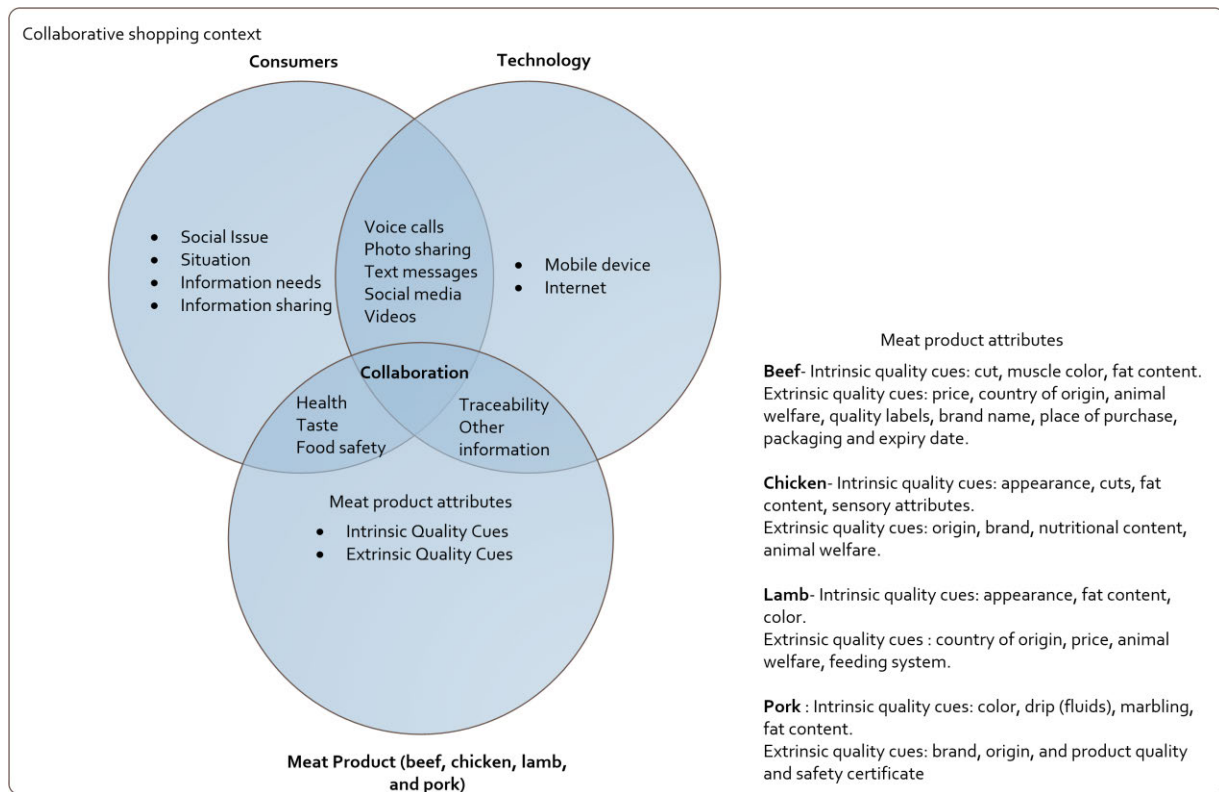 Collaborative shopping context
Consumers
Technology
• Social Issue
• Situation
• Information needs
• Information sharing
Voice calls
Photo sharing
Text messages
Social media
Videos
• Mobile device
• Internet
Collaboration
Health
Taste
Food safety
Traceability
Other
information
Meat product attributes
• Intrinsic Quality Cues
• Extrinsic Quality Cues
Meat Product (beef, chicken, lamb,
and pork)
Meat product attributes
Beef- Intrinsic quality cues: cut, muscle color, fat content.
Extrinsic quality cues: price, country of origin, animal
welfare, quality labels, brand name, place of purchase,
packaging and expiry date.
Chicken- Intrinsic quality cues: appearance, cuts, fat
content, sensory attributes.
Extrinsic quality cues: origin, brand, nutritional content,
animal welfare.
Lamb- Intrinsic quality cues: appearance, fat content,
color.
Extrinsic quality cues : country of origin, price, animal
welfare, feeding system.
Pork : Intrinsic quality cues: color, drip (fluids), marbling,
fat content.
Extrinsic quality cues: brand, origin, and product quality
and safety certificate